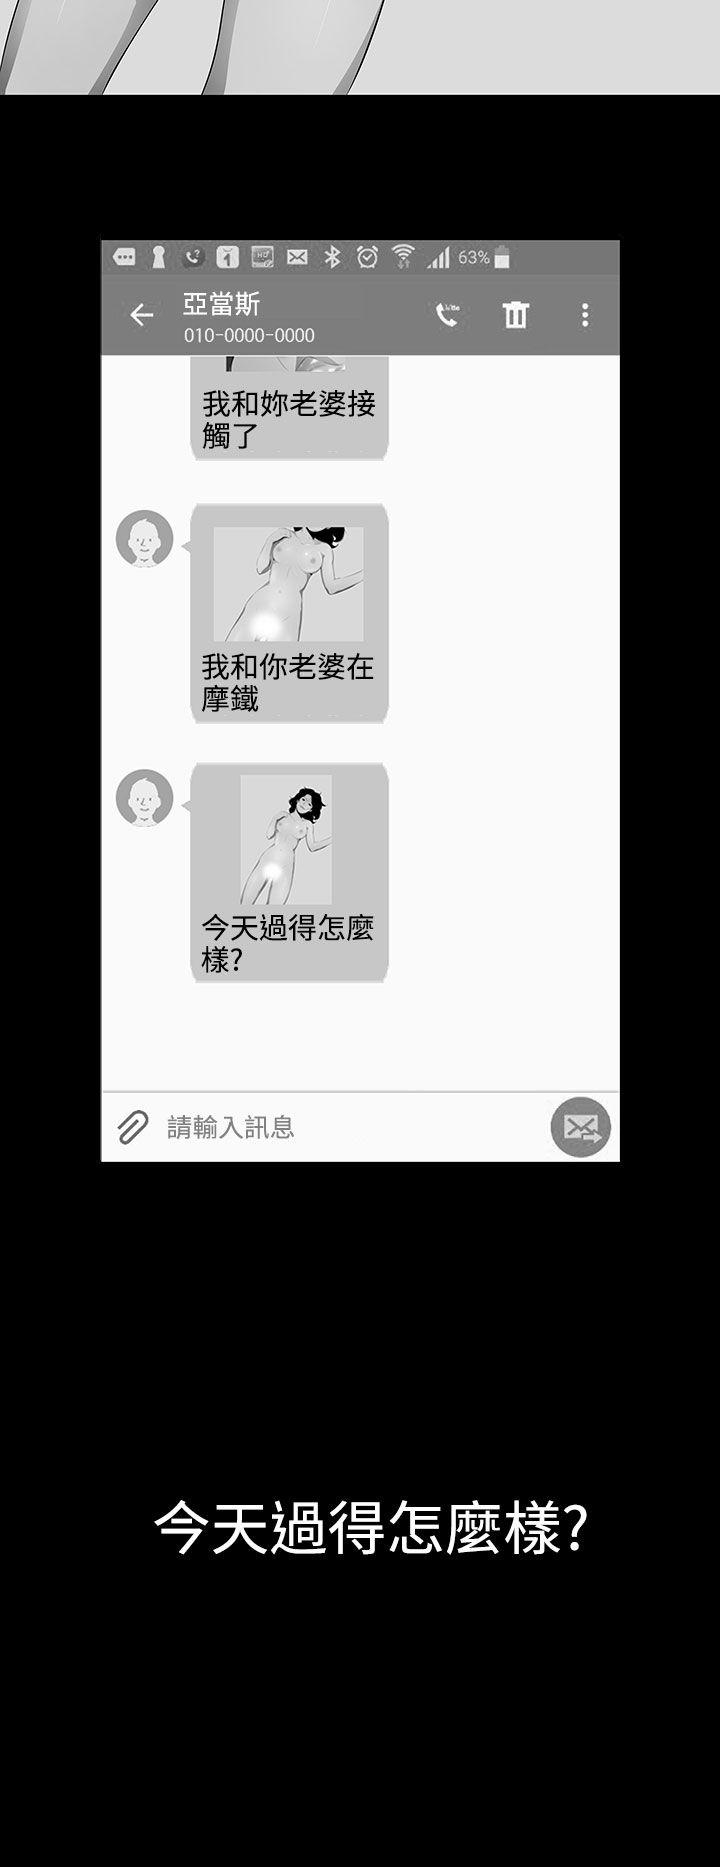 63%
亞當斯
010-0000-0000
我和妳老婆接
觸了
我和你老婆在
摩鐵
今天過得怎麼
樣?
請輸入訊息
今天過得怎麼樣?